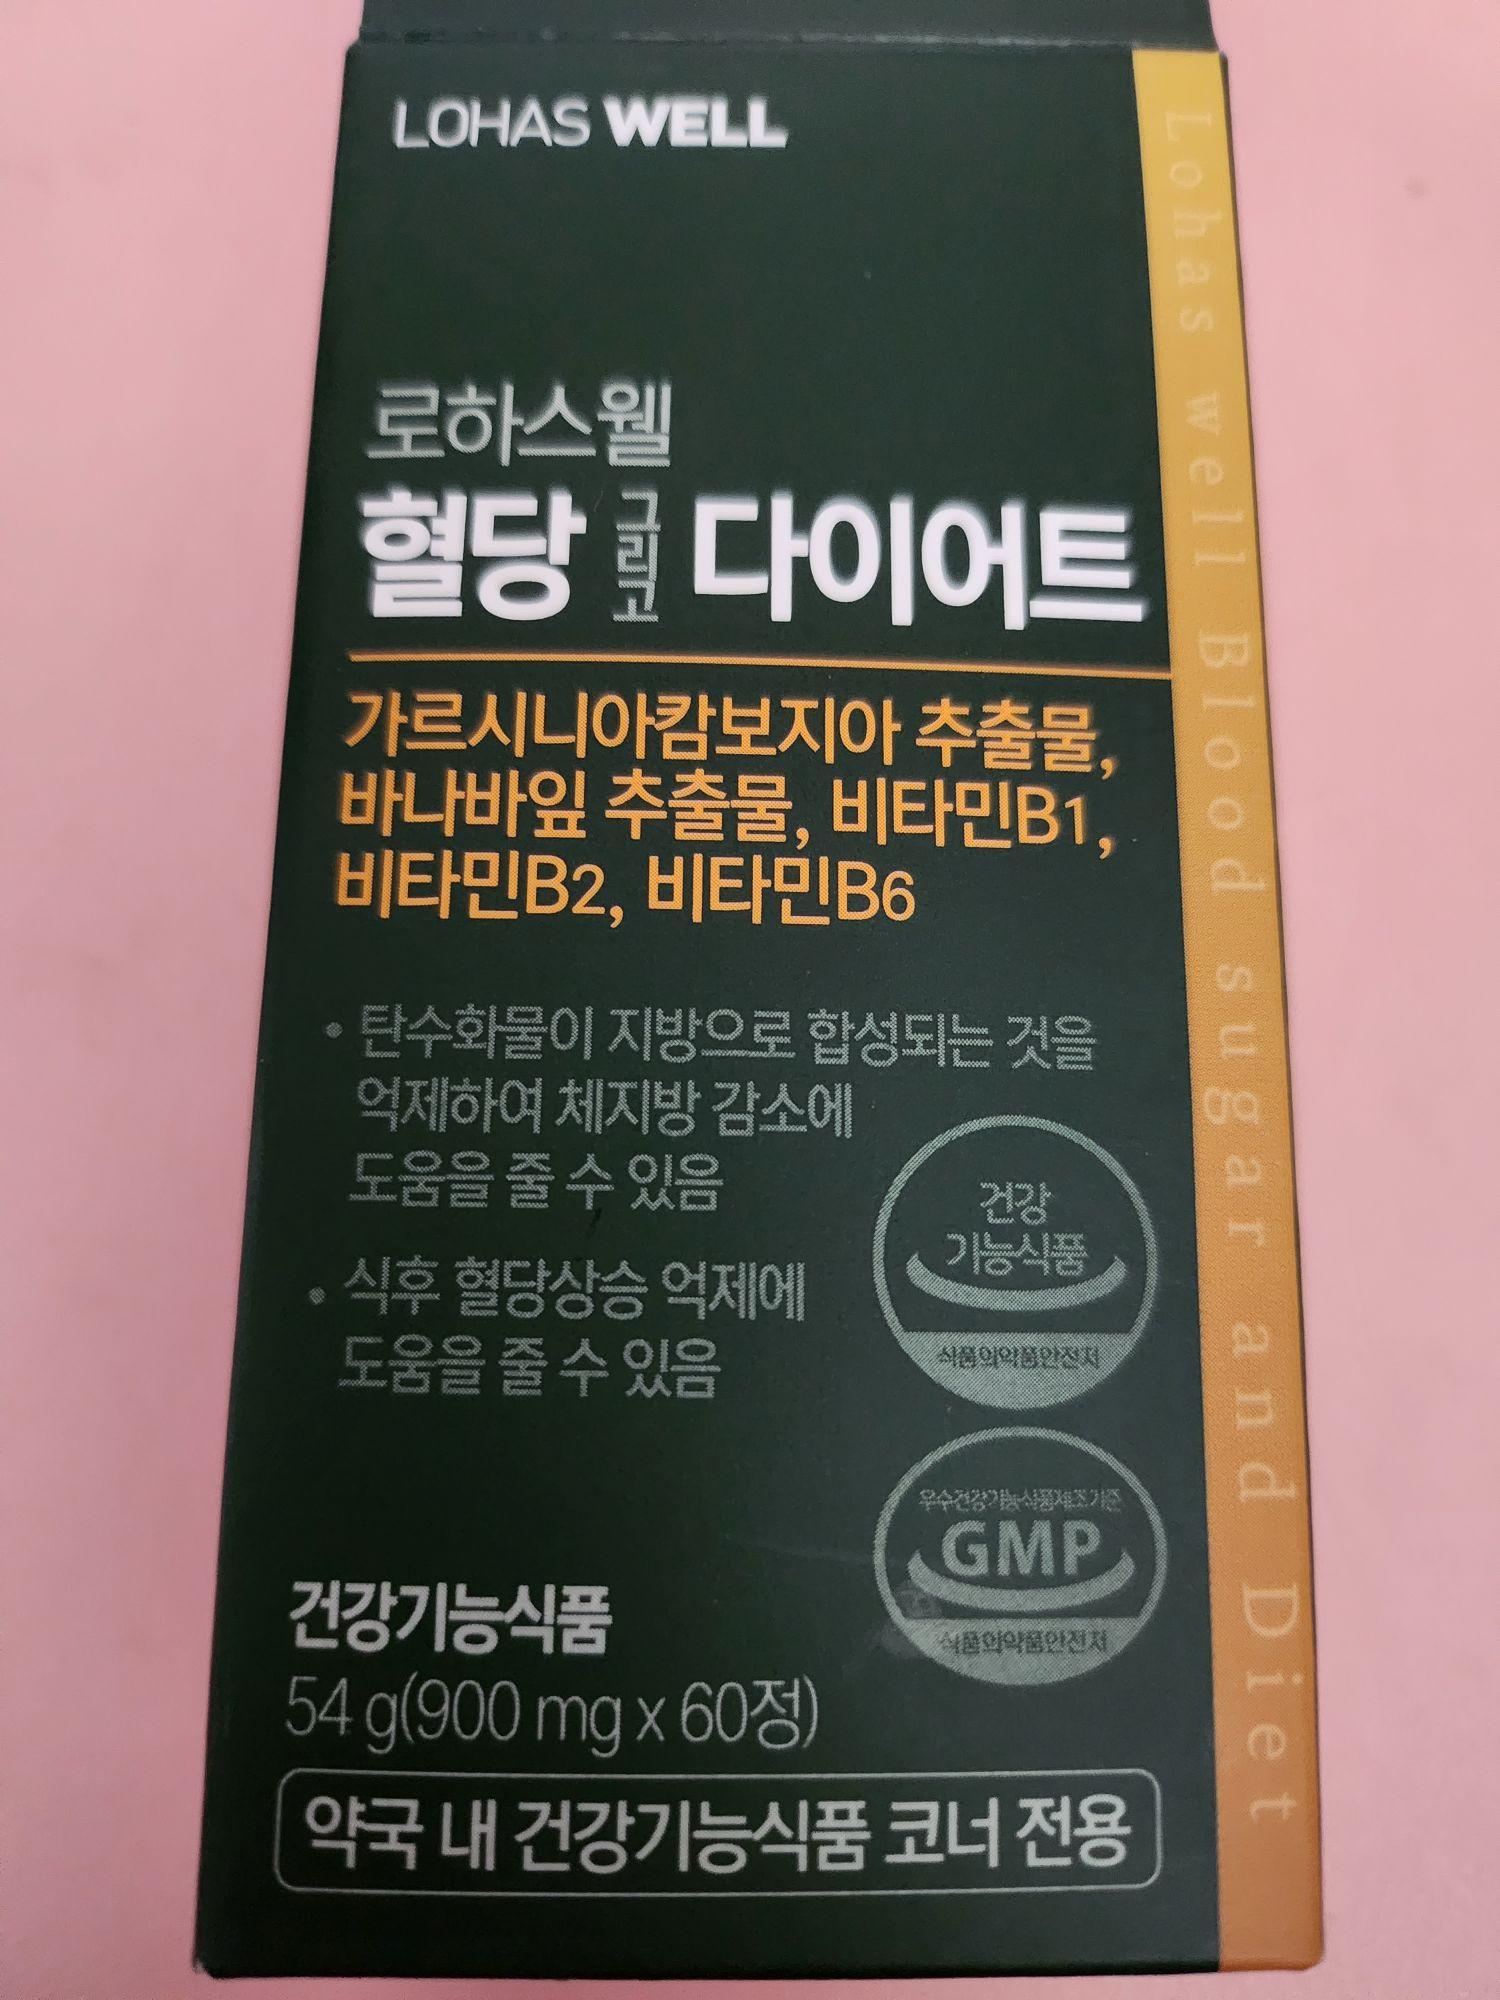 LOHAS WELL
로하스웰
혈당 그리고 다이어트
가르시니아캄보지아 추출물,
바나바잎 추출물, 비타민B1,
비타민B2, 비타민B6
• 탄수화물이 지방으로 합성되는 것을
억제하여 체지방 감소에
도움을 줄 수 있음
• 식후 혈당상승 억제에
도움을 줄 수 있음
건강
기능식품
식품의약품안전처
우수건강기능식품제조기준
GMP
식품의약품안전처
건강기능식품
54 g(900 mg x 60정)
약국 내 건강기능식품 코너 전용
Lohas well Blood sugar and Diet